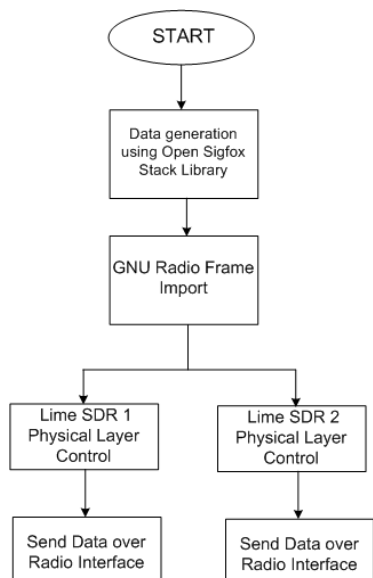 START
Data generation
using Open Sigfox
Stack Library
GNU Radio Frame
Import
Lime SDR 1
Physical Layer
Control
Lime SDR 2
Physical Layer
Control
Send Data over
Radio Interface
Send Data over
Radio Interface